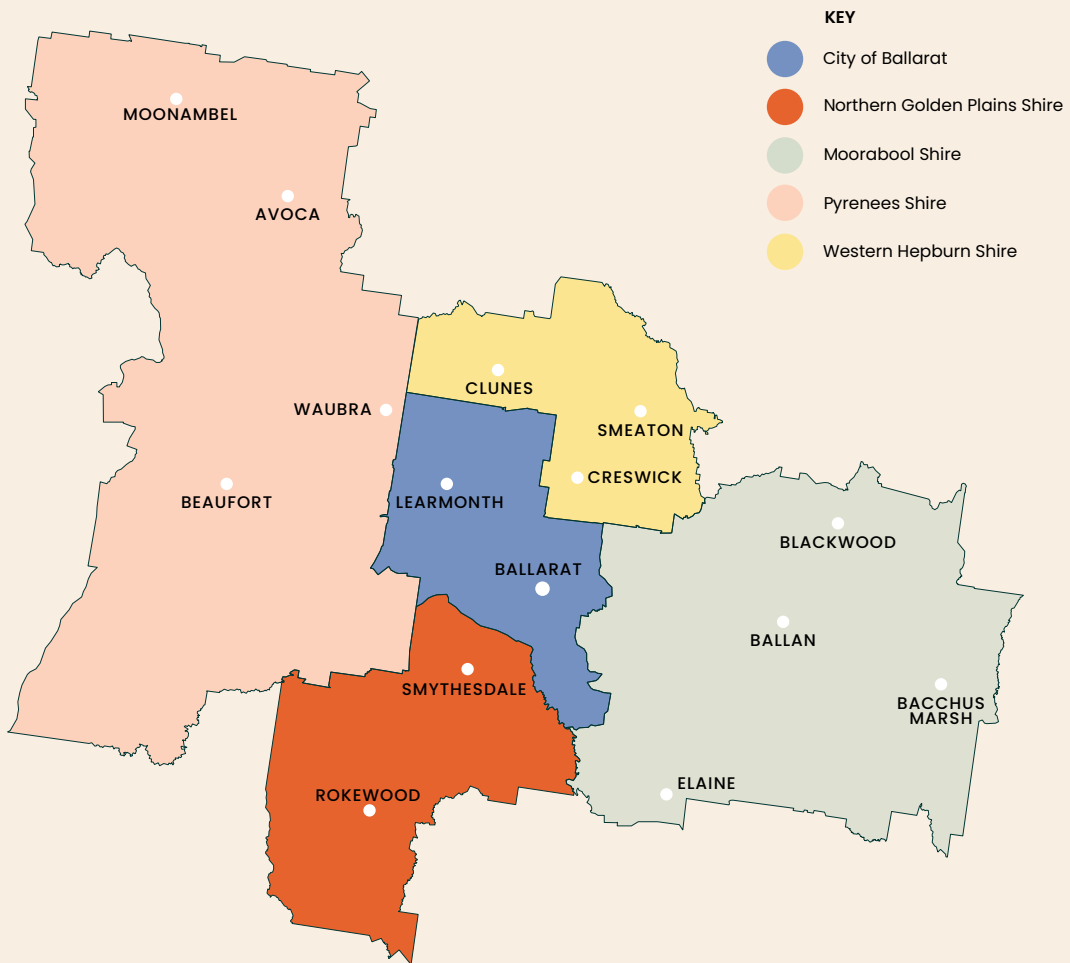 KEY
City of Ballarat
Northern Golden Plains Shire
Moorabool Shire
Pyrenees Shire
Western Hepburn Shire
MOONAMBEL
AVOCA
CLUNES
WAUBRA
SMEATON
CRESWICK
BEAUFORT
LEARMONTH
BLACKWOOD
BALLARAT
BALLAN
SMYTHESDALE
BACCHUS
MARSH
ELAINE
ROKEWOOD